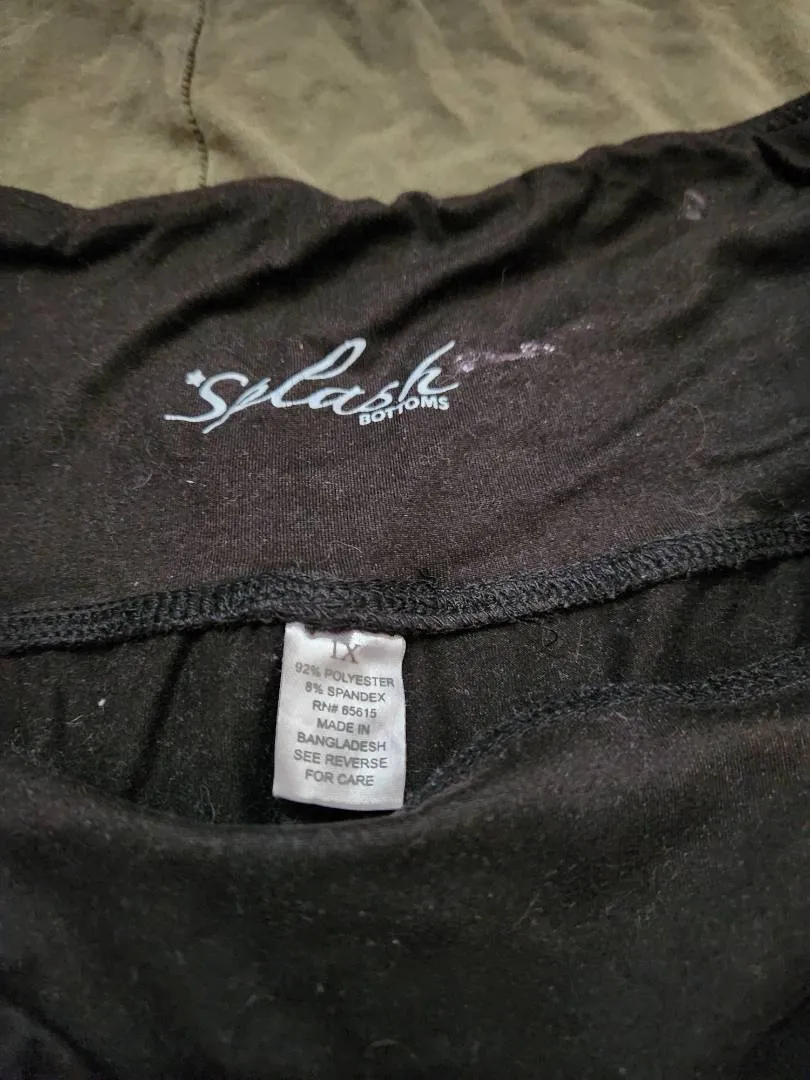 Splash
BOTTOMS
1X
92% POLYESTER
8% SPANDEX
RN# 65615
MADE IN
BANGLADESH
SEE REVERSE
FOR CARE